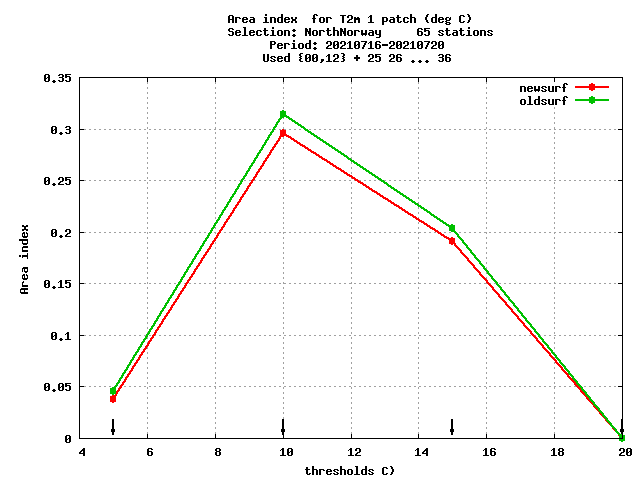 Area index  for T2m 1 patch (deg C)
Selection: NorthNorway     65 stations
Period: 20210716-20210720
Used {00,12} + 25 26 ... 36
newsurf
oldsurf
0.35
0.3
0.25
0.2
0.15
0.1
0.05
0
Area index
4 6 8 10 12 14 16 18 20
thresholds C)